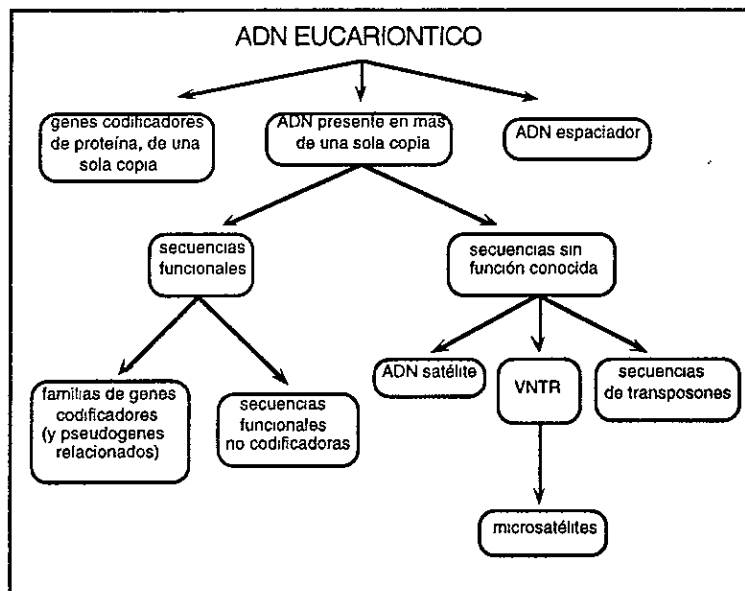 ADN EUCARIONTICO
genes codificadores
de proteína, de una
sola copia
ADN presente en más
de una sola copia
ADN espaciador
secuencias
funcionales
secuencias sin
función conocida
familias de genes
codificadores
(y pseudogenes
relacionados)
secuencias
funcionales
no codificadoras
ADN satélite
VNTR
secuencias
de transposones
microsatélites